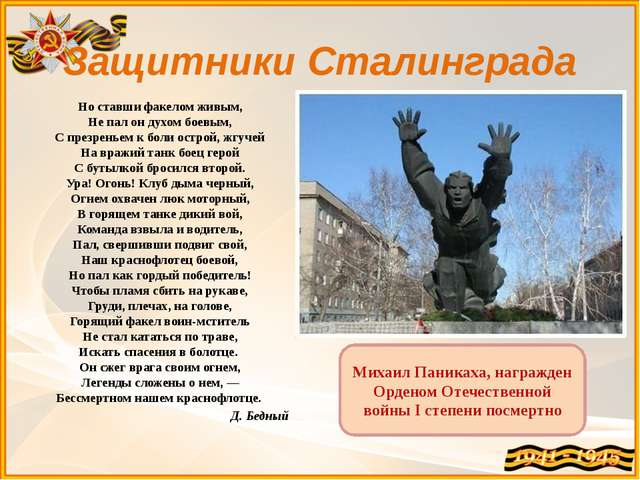 Защитники Сталинграда
Но ставши факелом живым,
Не пал он духом боевым,
С презреньем к боли острой, жгучей
На вражий танк боец герой
С бутылкой бросился второй.
Ура! Огонь! Клуб дыма черный,
Огнем охвачен люк моторный,
В горящем танке дикий вой,
Команда взвыла и водитель,
Пал, свершивши подвиг свой,
Наш краснофлотец боевой,
Но пал как гордый победитель!
Чтобы пламя сбить на рукаве,
Груди, плечах, на голове,
Горящий факел воин-мститель
Не стал кататься по траве,
Искать спасения в болотце.
Он сжег врага своим огнем,
Легенды сложены о нем, —
Бессмертном нашем краснофлотце.
Д. Бедный
Михаил Паникаха, награжден
Орденом Отечественной
войны I степени посмертно
1941 - 1945